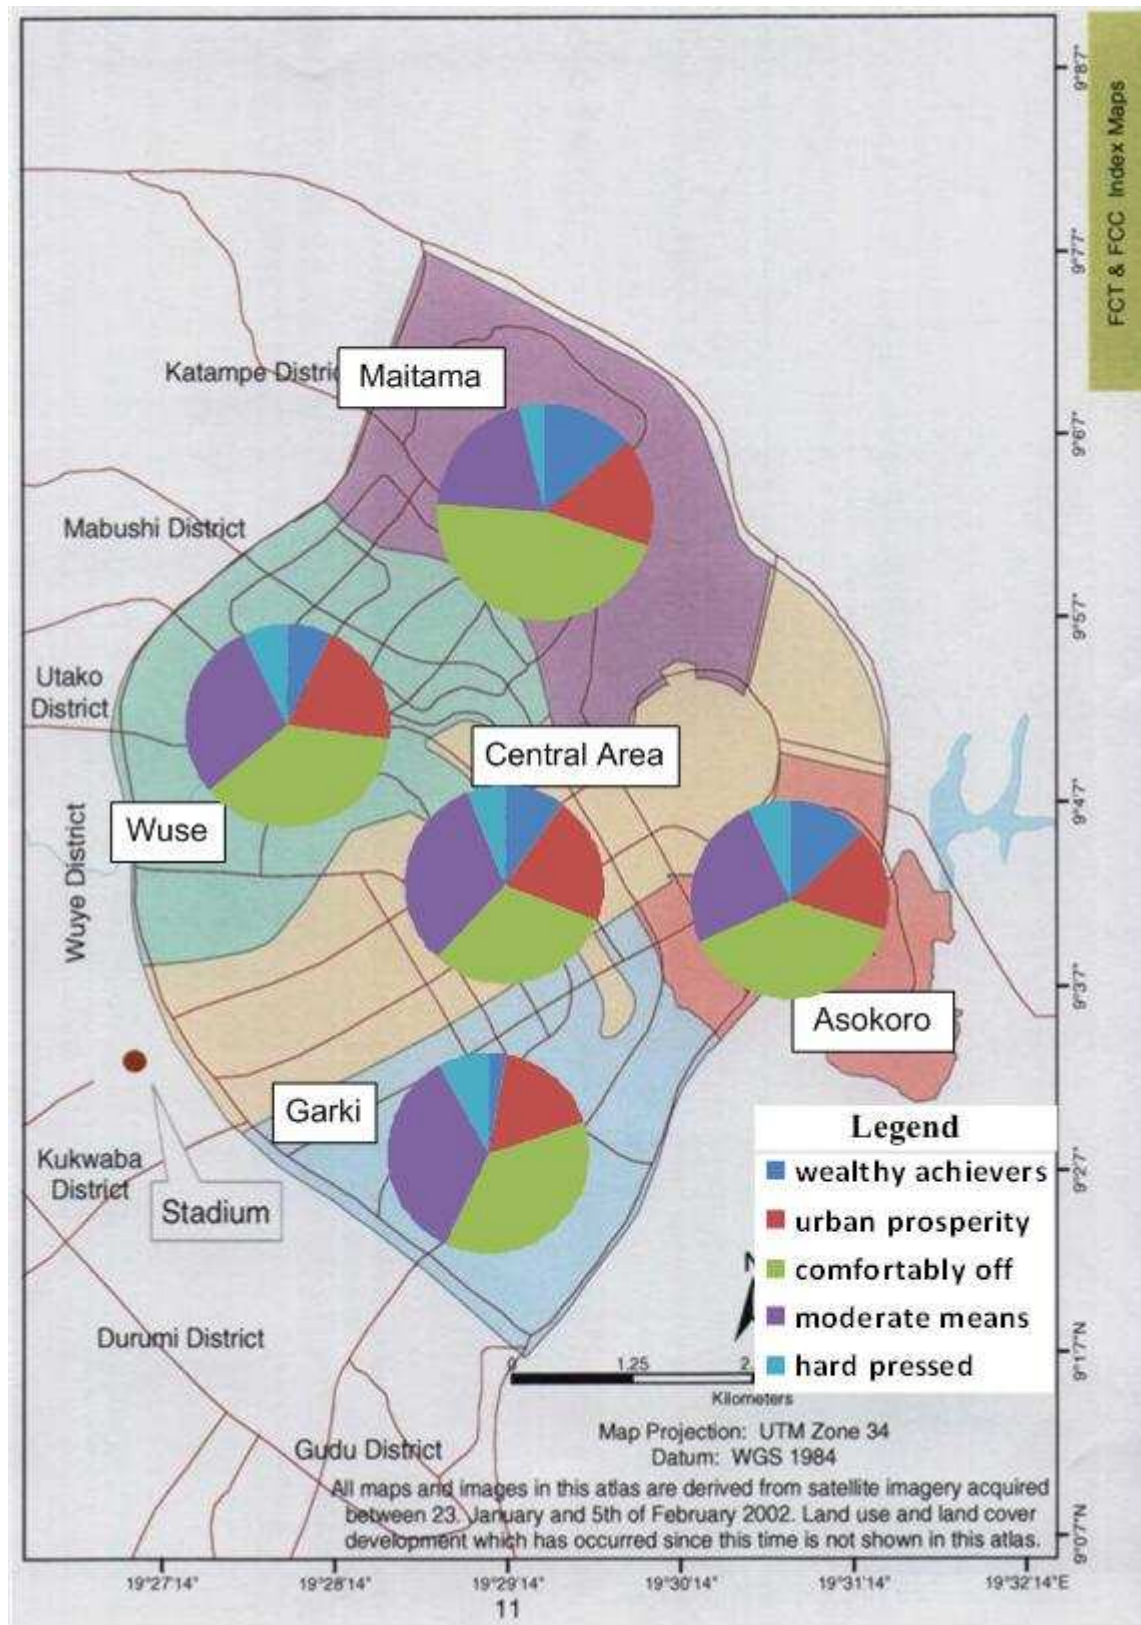 FCT & FCC Index Maps
9°8'7"
9°7'7"
9°6'7"
9°5'7"
9°4'7"
9°3'7"
9°2'7"
9°1'7"N
9°0'7"N
Katampe Distric
Maitama
Mabushi District
Utako
District
Central Area
Wuse
Wuye District
Asokoro
Garki
Kukwaba
District
Stadium
Legend
wealthy achievers
urban prosperity
comfortably off
moderate means
hard pressed
N
Durumi District
0 1.25 2.
Kilometers
Map Projection: UTM Zone 34
Datum: WGS 1984
Gudu District
All maps and images in this atlas are derived from satellite imagery acquired
between 23. January and 5th of February 2002. Land use and land cover
development which has occurred since this time is not shown in this atlas.
19°27'14" 19°28'14" 19°29'14" 19°30'14" 19°31'14" 19°32'14"E
11